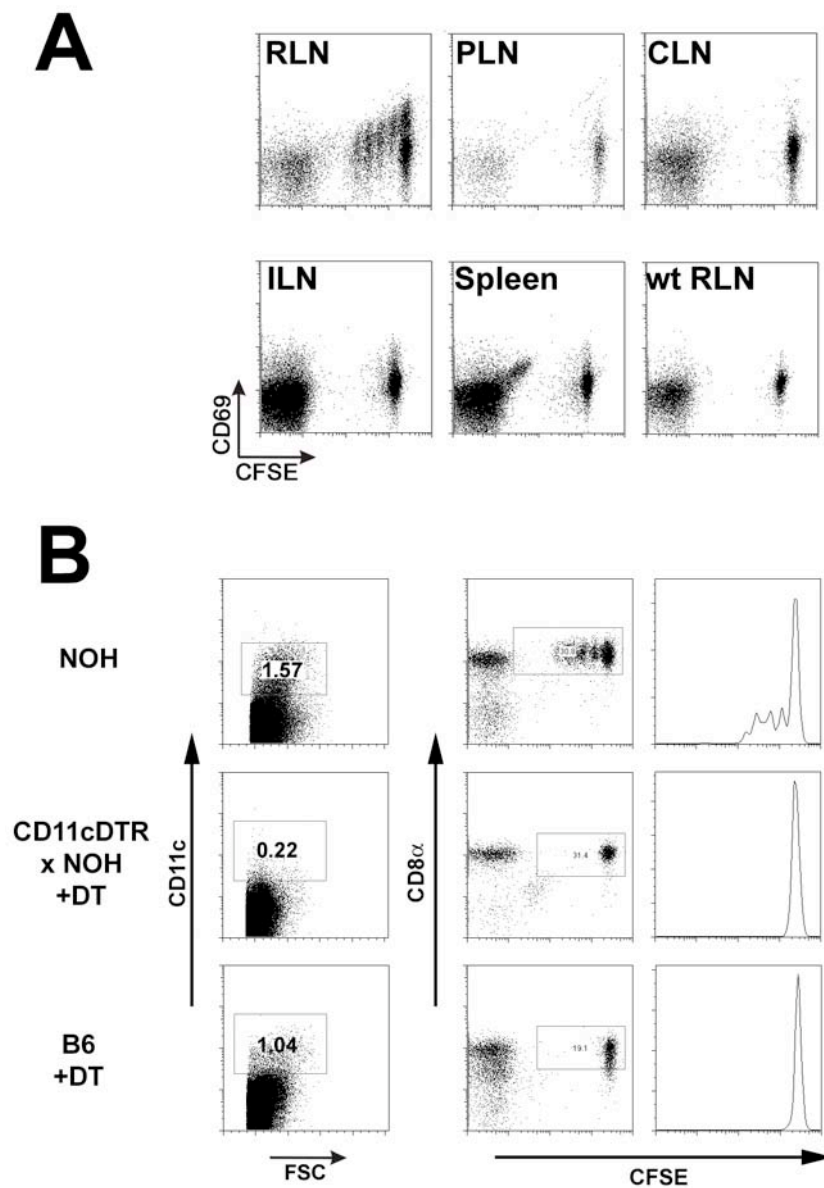 A
RLN
PLN
CLN
ILN
Spleen
wt RLN
CD69
CFSE
B
NOH
1.57
CD11cDTR
x NOH
+DT
0.22
31.4
B6
+DT
1.04
19.1
CD11c
CD8α
FSC
CFSE